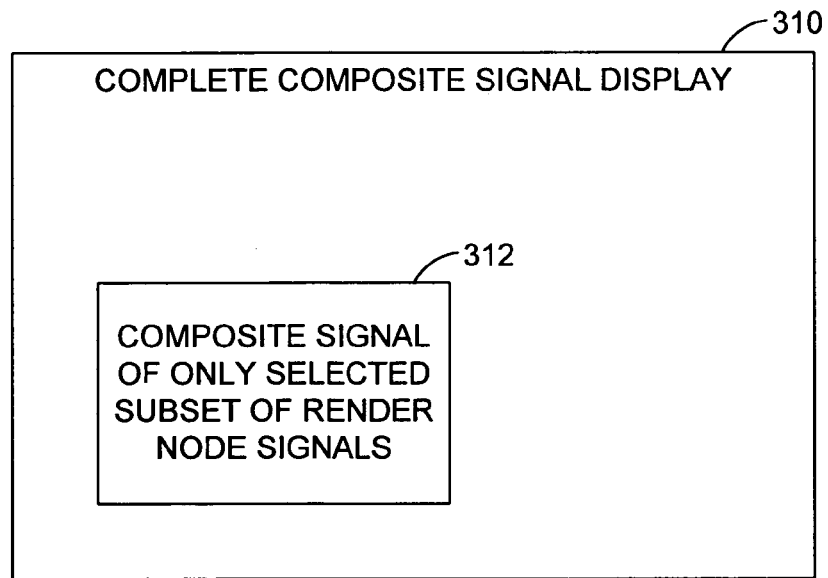 310
COMPLETE COMPOSITE SIGNAL DISPLAY
312
COMPOSITE SIGNAL
OF ONLY SELECTED
SUBSET OF RENDER
NODE SIGNALS